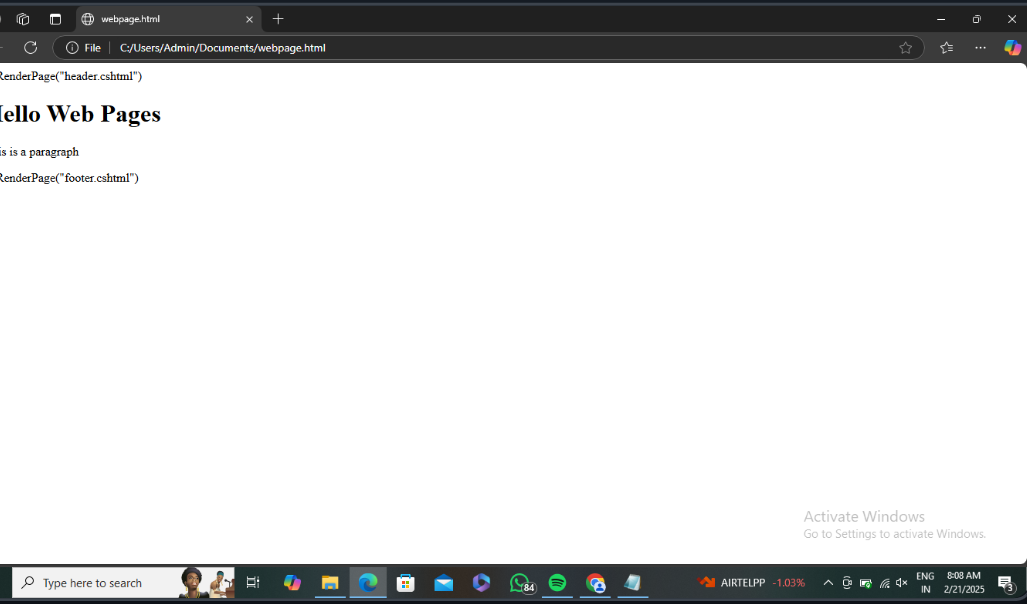 webpage.html
File
C:/Users/Admin/Documents/webpage.html
RenderPage("header.cshtml")
ello Web Pages
is is a paragraph
RenderPage("footer.cshtml")
Activate Windows
Go to Settings to activate Windows.
Type here to search
84
AIRTELPP -1.03%
ENG
IN
8:08 AM
2/21/2025
3